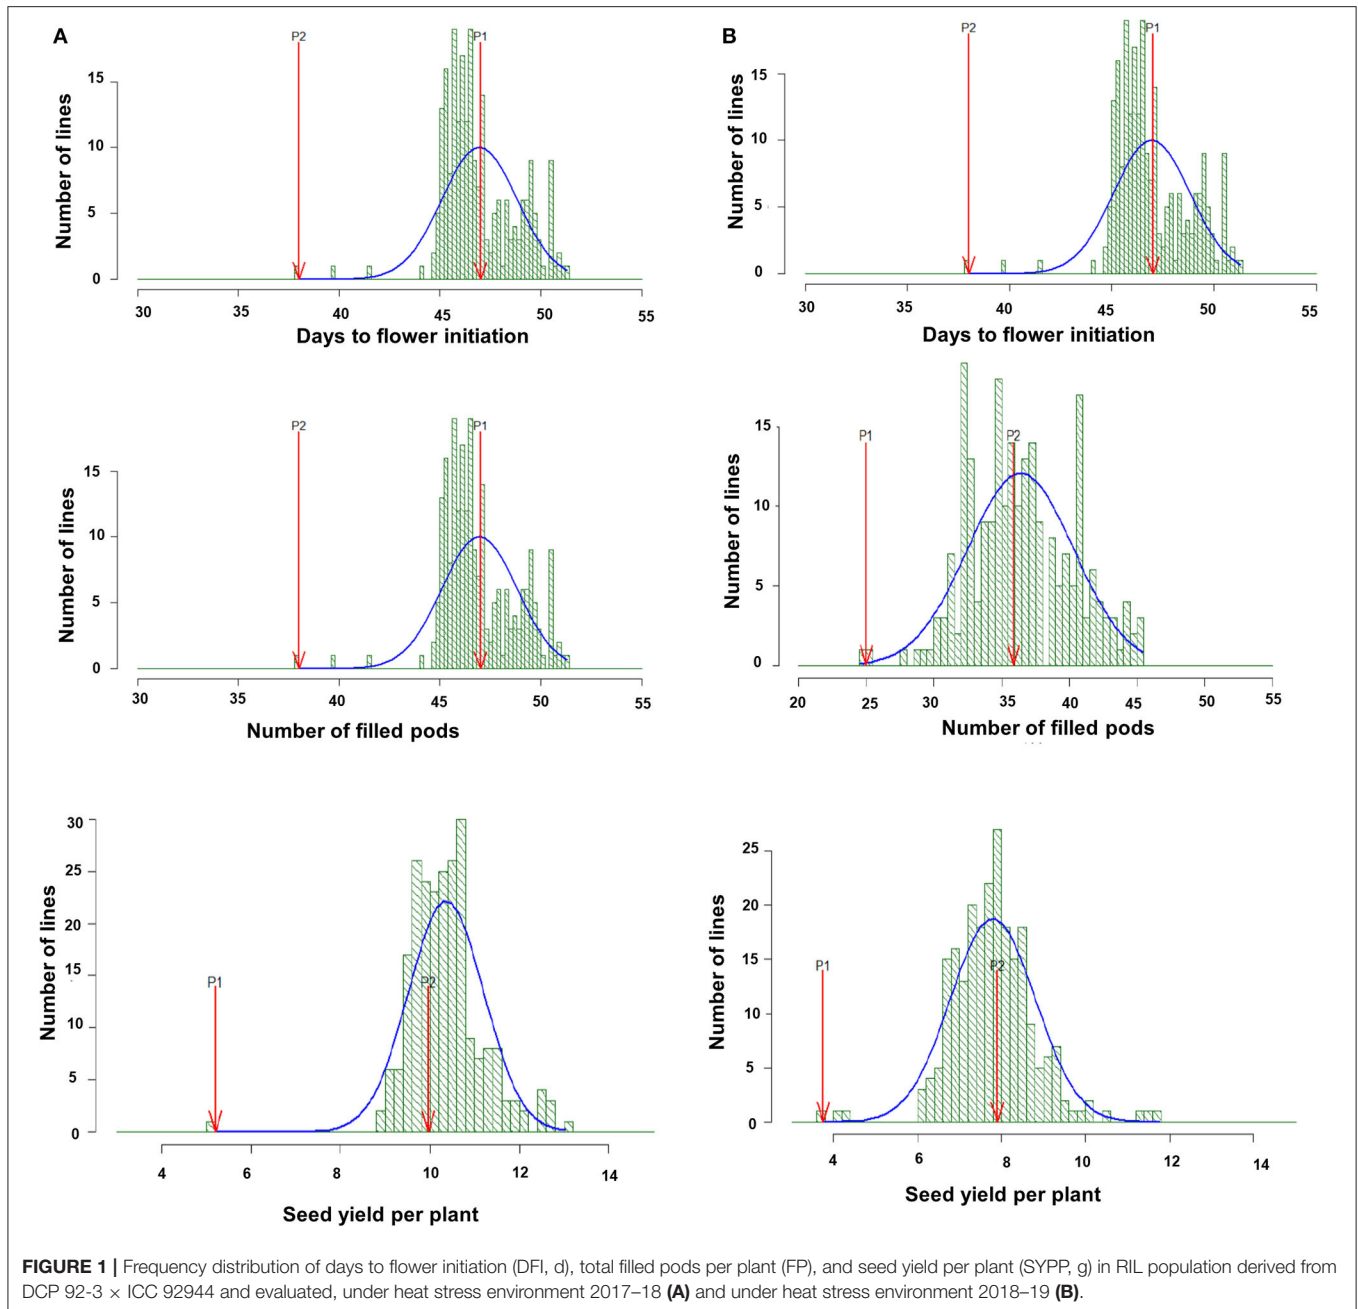 A
P2
P1
15
10
5
0
Number of lines
30
35
40
45
50
55
Days to flower initiation
B
P2
P1
15
10
5
0
Number of lines
30
35
40
45
50
55
Days to flower initiation
P2
P1
15
10
5
0
Number of lines
30
35
40
45
50
55
Number of filled pods
P1
P2
15
10
5
0
Number of lines
20
25
30
35
40
45
50
55
Number of filled pods
30
25
20
15
10
5
0
Number of lines
P1
P2
4
6
8
10
12
14
Seed yield per plant
25
20
15
10
5
0
Number of lines
P1
P2
4
6
8
10
12
14
Seed yield per plant
FIGURE 1 | Frequency distribution of days to flower initiation (DFI, d), total filled pods per plant (FP), and seed yield per plant (SYPP, g) in RIL population derived from
DCP 92-3 × ICC 92944 and evaluated, under heat stress environment 2017–18 (A) and under heat stress environment 2018–19 (B).